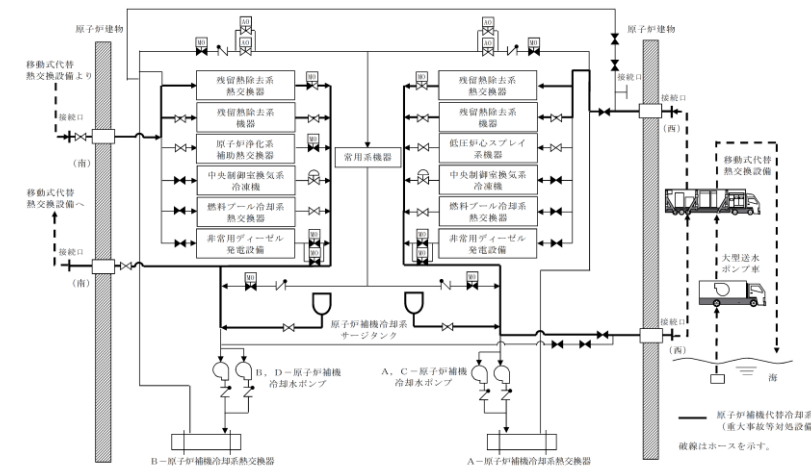 原子炉建物
原子炉建物
AO
AO
AO
AO
MO
MO
MO
MO
移動式代替
熱交換設備より
接続口
(南)
移動式代替
熱交換設備へ
接続口
(南)
残留熱除去系
熱交換器
MO
残留熱除去系
機器
原子炉浄化系
補助熱交換器
MO
中央制御室換気系
冷凍機
燃料プール冷却系
熱交換器
非常用ディーゼル
発電設備
MO
MO
常用系機器
MO
残留熱除去系
熱交換器
残留熱除去系
機器
低圧炉心スプレイ
系機器
中央制御室換気系
冷凍機
燃料プール冷却系
熱交換器
MO
MO
非常用ディーゼル
発電設備
接続口
接続口
(西)
移動式代替
熱交換設備
大型送水
ポンプ車
接続口
(西)
海
MO
MO
原子炉補機冷却系
サージタンク
B,D-原子炉補機
冷却水ポンプ
A,C-原子炉補機
冷却水ポンプ
B-原子炉補機冷却系熱交換器
A-原子炉補機冷却系熱交換器
原子炉補機代替冷却系
(重大事故等対処設備
破線はホースを示す。